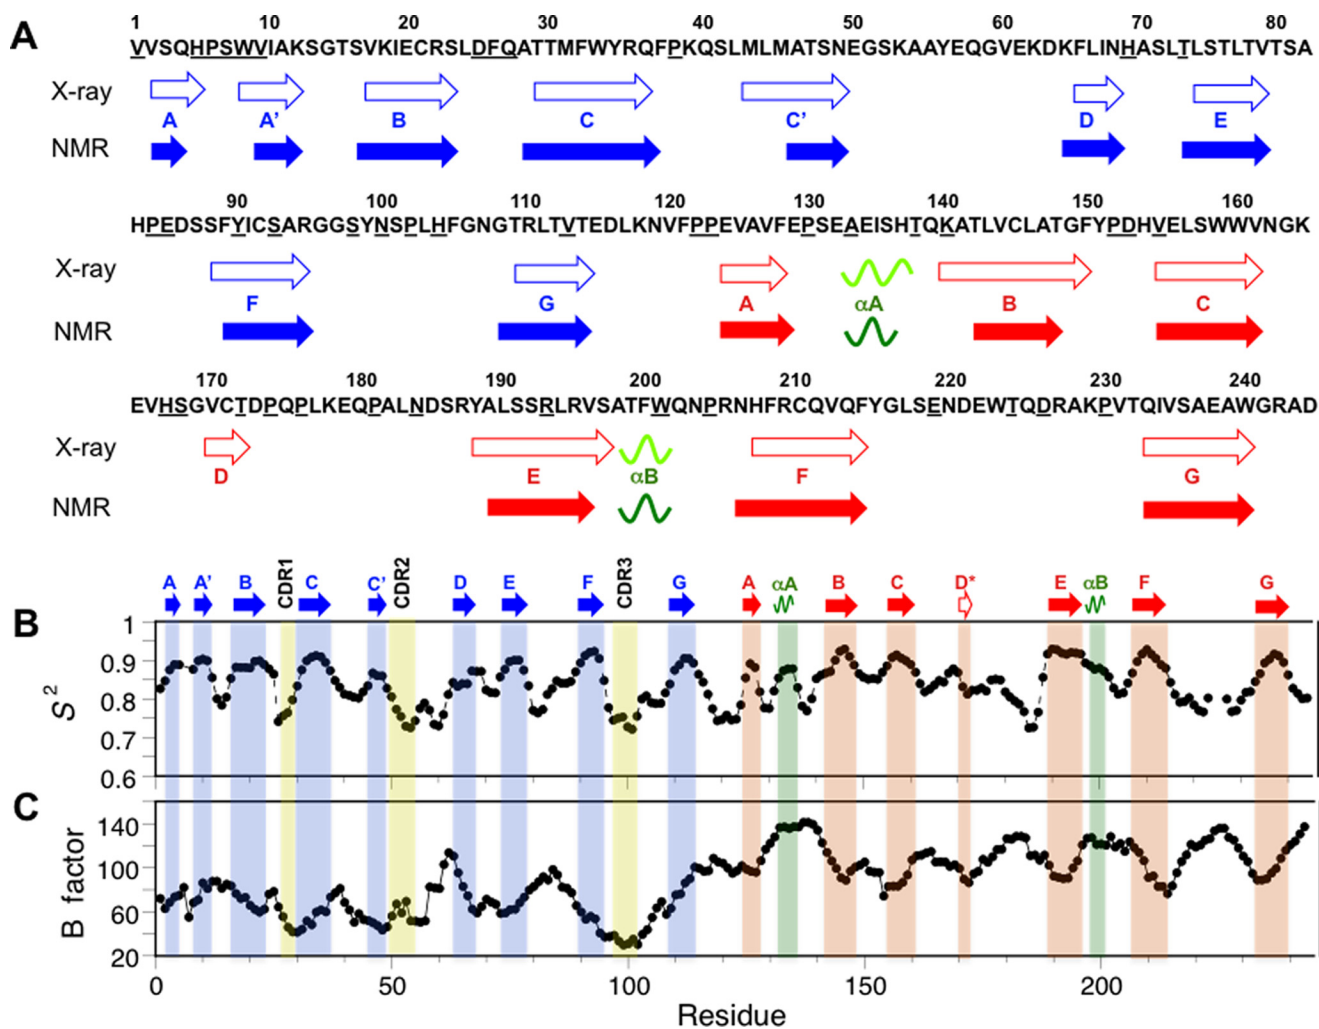 A
1 10 20 30 40 50 60 70 80
VVSQHPSWVIAKSGTSVKIECRSLDFQATTMFWYRQFPKQSLMLMATSNEGSKAAYEQGVEKDKFLINHASLTLSTLTVTSA
X-ray
A A' B C C' D E
NMR
90 100 110 120 130 140 150 160
HPEDSSFYICSARGGSYNSPLHFGNGTRLTVTEDLKNVFPPEVAVFEPSEAEISHTQKATLVCLATGFYPDHVELSWWVNGK
X-ray
F G A αA B C
NMR
170 180 190 200 210 220 230 240
EVHSGVCTDPQPLKEQPALNDSRYALSSRLRVSATFWQNPRNHFRCQVQFYGLSENDEWTQDRAKPVTQIVSAEAWGRAD
X-ray
D E αB F G
NMR
A A' B CDR1 C C' CDR2 D E F CDR3 G A αA B C D* E αB F G
B
1
0.9
0.8
0.7
0.6
S²
C
140
100
60
20
B factor
0 50 100 150 200
Residue